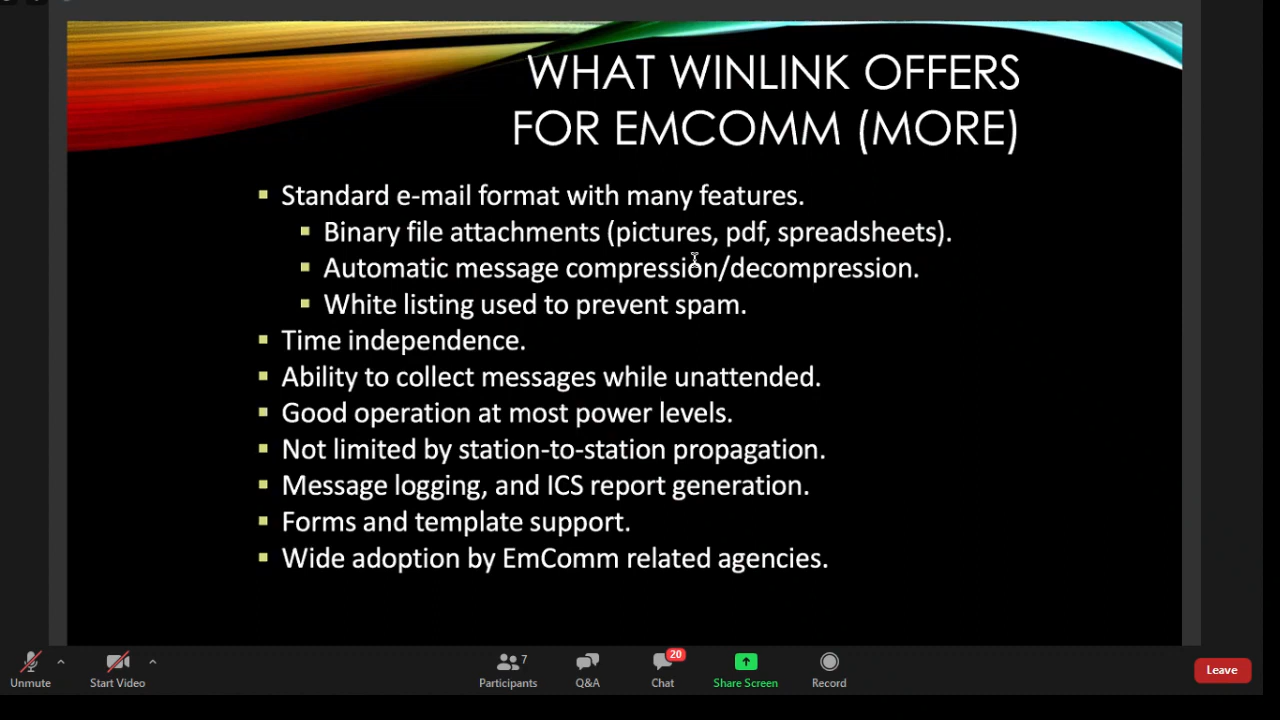 WHAT WINLINK OFFERS
FOR EMCOMM (MORE)
Standard e-mail format with many features.
Binary file attachments (pictures, pdf, spreadsheets).
Automatic message compression/decompression.
White listing used to prevent spam.
Time independence.
Ability to collect messages while unattended.
Good operation at most power levels.
Not limited by station-to-station propagation.
Message logging, and ICS report generation.
Forms and template support.
Wide adoption by EmComm related agencies.
7
20
Unmute
Start Video
Participants
Q&A
Chat
Share Screen
Record
Leave